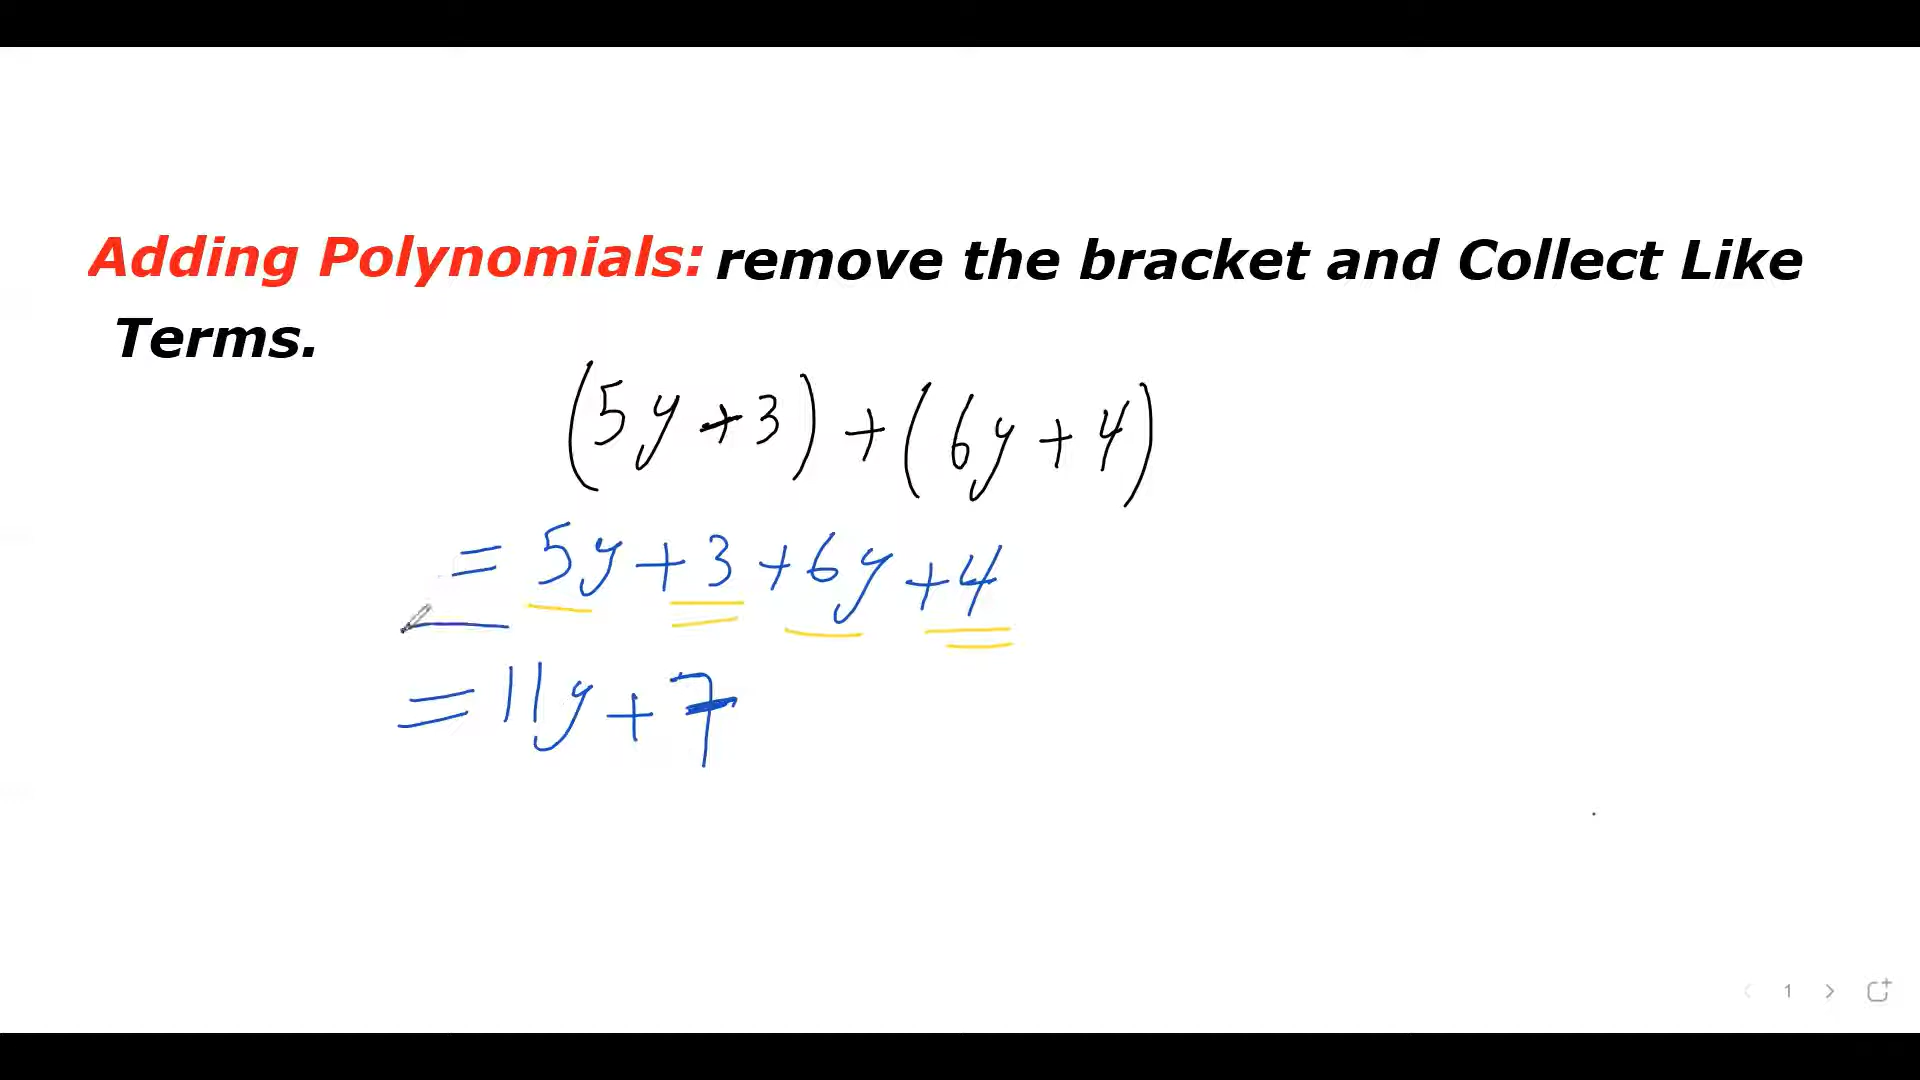 Adding Polynomials: remove the bracket and Collect Like
Terms.
(5y+3)+(6y+4)
= 5y+3+6y+4
= 11y+7
1